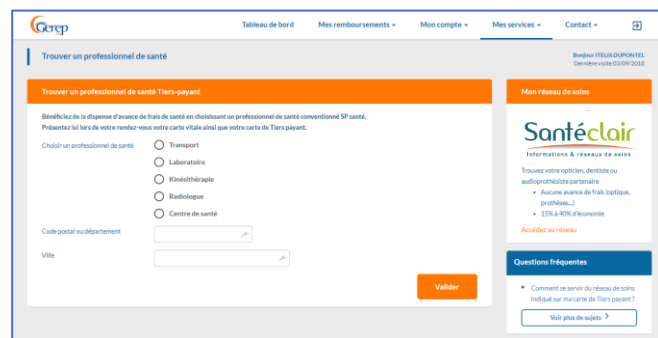 Gerep
Tableau de bord
Mes remboursements
Mon compte
Mes services
Contact
Trouver un professionnel de santé
Bonjour ITELIS DUPONTEL
Dernière visite 03/09/2018
Trouver un professionnel de santé Tiers-payant
Bénéficiez de la dispense d'avance de frais de santé en choisissant un professionnel de santé conventionné SP santé.
Présentez lui lors de votre rendez-vous votre carte vitale ainsi que votre carte de Tiers payant.
Choisir un professionnel de santé
Transport
Laboratoire
Kinésithérapie
Radiologue
Centre de santé
Code postal ou département
Ville
Valider
Mon réseau de soins
Santéclair
Informations & réseaux de soins
Trouvez votre opticien, dentiste ou
audioprothésiste partenaire
Aucune avance de frais (optique,
prothèses...)
15% à 40% d'économie
Accédez au réseau
Questions fréquentes
Comment se servir du réseau de soins
Indiqué sur ma carte de Tiers payant ?
Voir plus de sujets >